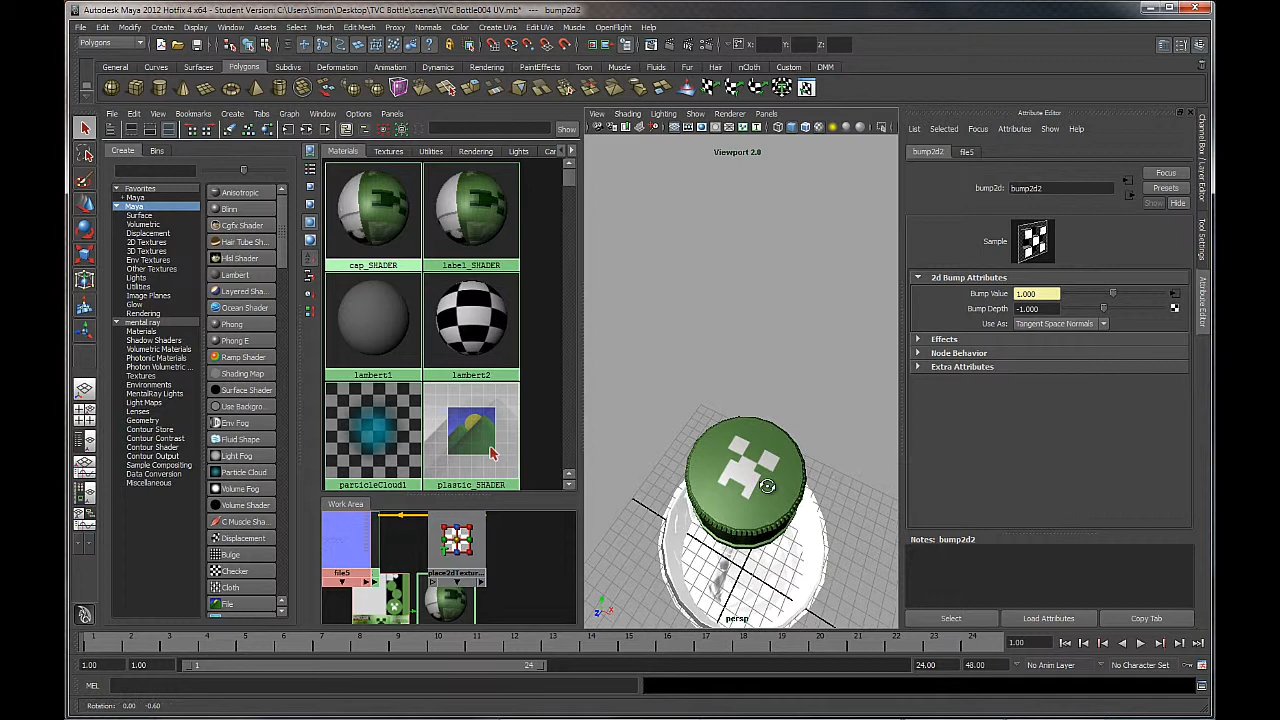 Autodesk Maya 2012 Hotfix 4 x64 - Student Version: C:\Users\Simon\Desktop\TVC Bottle\scenes\TVC Bottle004 UV.mb* --- bump2d2
File Edit Modify Create Display Window Assets Select Mesh Edit Mesh Proxy Normals Color Create UVs Edit UVs Muscle OpenFlight Help
Polygons
X: Y: Z:
General Curves Surfaces Polygons Subdivs Deformation Animation Dynamics Rendering PaintEffects Toon Muscle Fluids Fur Hair nCloth Custom DMM
File Edit View Bookmarks Create Tabs Graph Window Options Panels
Show
Create Bins
Favorites
+ Maya
Maya
Surface
Volumetric
Displacement
2D Textures
3D Textures
Env Textures
Other Textures
Lights
Utilities
Image Planes
Glow
Rendering
mental ray
Materials
Shadow Shaders
Volumetric Materials
Photonic Materials
Photon Volumetric ...
Textures
Environments
MentalRay Lights
Light Maps
Lenses
Geometry
Contour Store
Contour Contrast
Contour Shader
Contour Output
Sample Compositing
Data Conversion
Miscellaneous
Anisotropic
Blinn
Cgfx Shader
Hair Tube Sh...
Hlsl Shader
Lambert
Layered Sha...
Ocean Shader
Phong
Phong E
Ramp Shader
Shading Map
Surface Shader
Use Backgro...
Env Fog
Fluid Shape
Light Fog
Particle Cloud
Volume Fog
Volume Shader
C Muscle Sha...
Displacement
Bulge
Checker
Cloth
File
Materials Textures Utilities Rendering Lights Car
cap_SHADER label_SHADER
lambert1 lambert2
particleCloud1 plastic_SHADER
Work Area
file5 place2dTextur...
View Shading Lighting Show Renderer Panels
Viewport 2.0
persp
Z X
Attribute Editor
List Selected Focus Attributes Show Help
bump2d2 file5
Focus
bump2d: bump2d2 Presets
Show Hide
Sample
2d Bump Attributes
Bump Value 1.000
Bump Depth -1.000
Use As: Tangent Space Normals
Effects
Node Behavior
Extra Attributes
Notes: bump2d2
Select Load Attributes Copy Tab
Channel Box / Layer Editor
Tool Settings
Attribute Editor
1 2 3 4 5 6 7 8 9 10 11 12 13 14 15 16 17 18 19 20 21 22 23 24 1.00
1.00 1.00 1 24 24.00 48.00 No Anim Layer No Character Set
MEL
Rotation: 0.00 -0.60